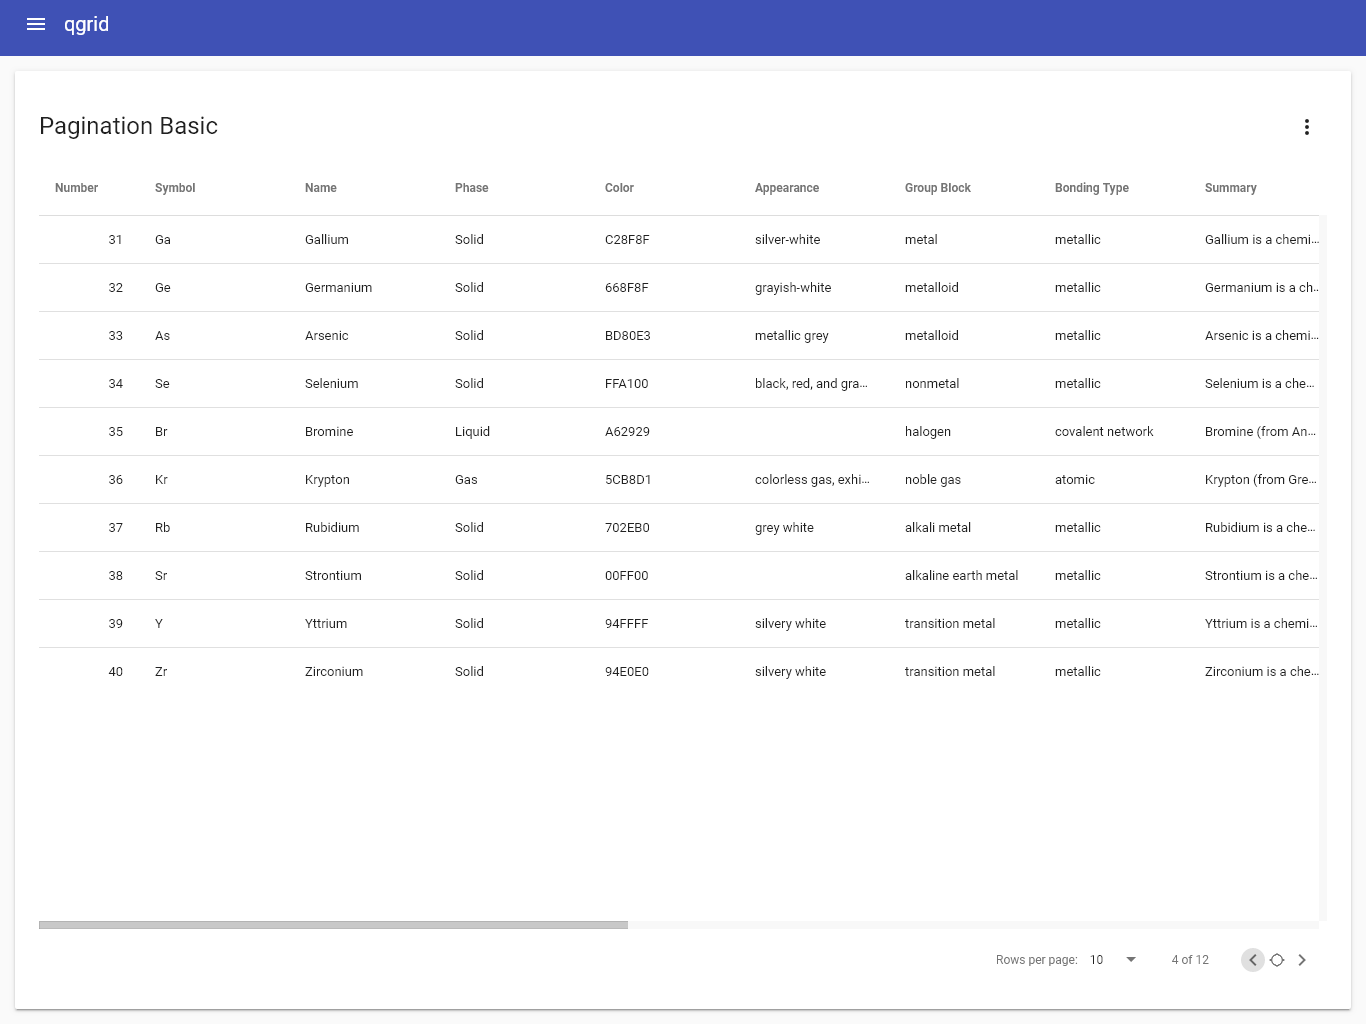 qgrid
Pagination Basic
Number Symbol Name Phase Color Appearance Group Block Bonding Type Summary
31 Ga Gallium Solid C28F8F silver-white metal metallic Gallium is a chemi...
32 Ge Germanium Solid 668F8F grayish-white metalloid metallic Germanium is a ch...
33 As Arsenic Solid BD80E3 metallic grey metalloid metallic Arsenic is a chemi...
34 Se Selenium Solid FFA100 black, red, and gra... nonmetal metallic Selenium is a che...
35 Br Bromine Liquid A62929 halogen covalent network Bromine (from An...
36 Kr Krypton Gas 5CB8D1 colorless gas, exhi... noble gas atomic Krypton (from Gre...
37 Rb Rubidium Solid 702EB0 grey white alkali metal metallic Rubidium is a che...
38 Sr Strontium Solid 00FF00 alkaline earth metal metallic Strontium is a che...
39 Y Yttrium Solid 94FFFF silvery white transition metal metallic Yttrium is a chemi...
40 Zr Zirconium Solid 94E0E0 silvery white transition metal metallic Zirconium is a che...
Rows per page: 10 4 of 12